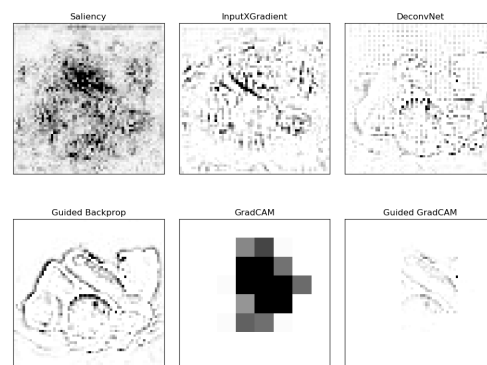 Saliency
InputXGradient
DeconvNet
Guided Backprop
GradCAM
Guided GradCAM